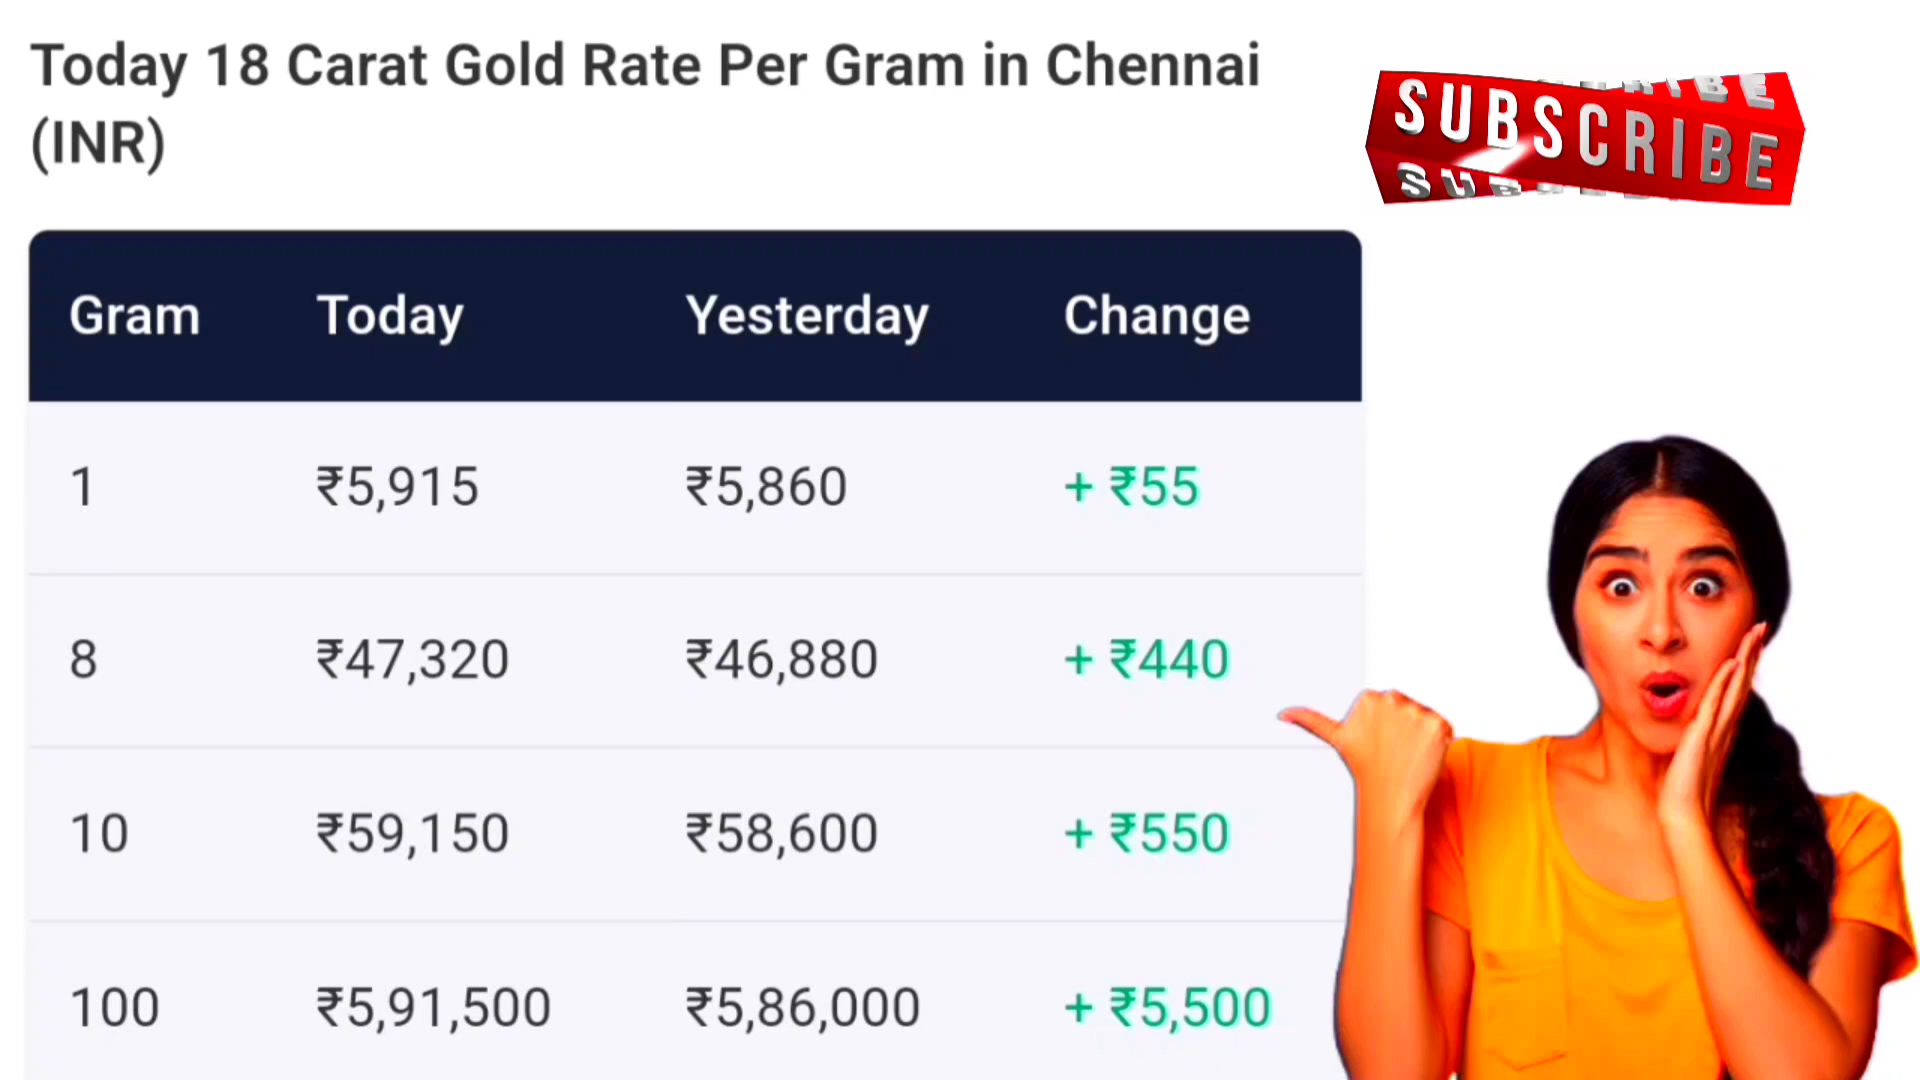 Today 18 Carat Gold Rate Per Gram in Chennai
(INR)
SUBSCRIBE
Gram Today Yesterday Change
1 ₹5,915 ₹5,860 + ₹55
8 ₹47,320 ₹46,880 + ₹440
10 ₹59,150 ₹58,600 + ₹550
100 ₹5,91,500 ₹5,86,000 + ₹5,500